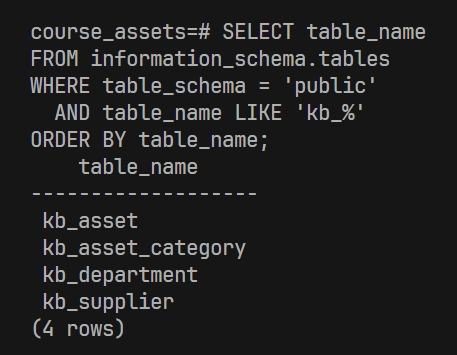 course_assets=# SELECT table_name
FROM information_schema.tables
WHERE table_schema = 'public'
  AND table_name LIKE 'kb_%'
ORDER BY table_name;
    table_name
-------------------
 kb_asset
 kb_asset_category
 kb_department
 kb_supplier
(4 rows)